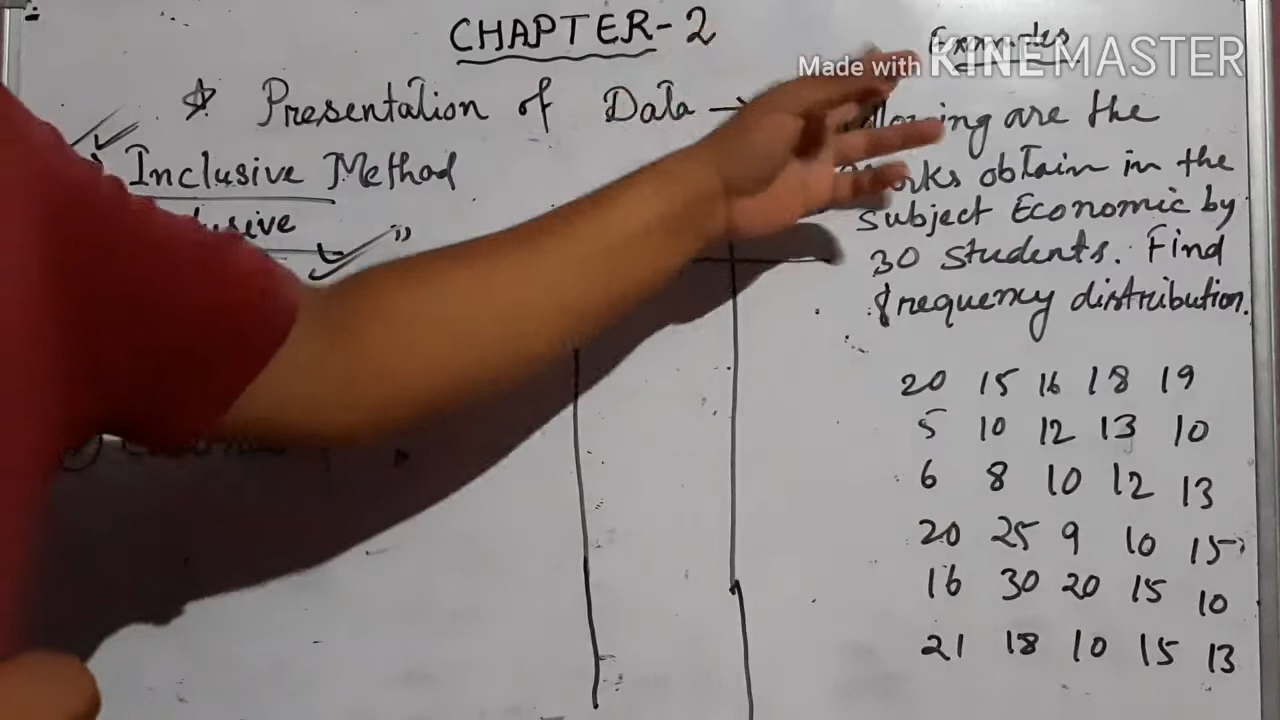 CHAPTER-2
Presentation of Data →
Inclusive Method
Examples
Made with KINEMASTER
are the
marks obtain in the
subject Economic by
30 students. Find
frequency distribution.
20 15 16 18 19
5 10 12 13 10
6 8 10 12 13
20 25 9 10 15
16 30 20 15 10
21 18 10 15 13